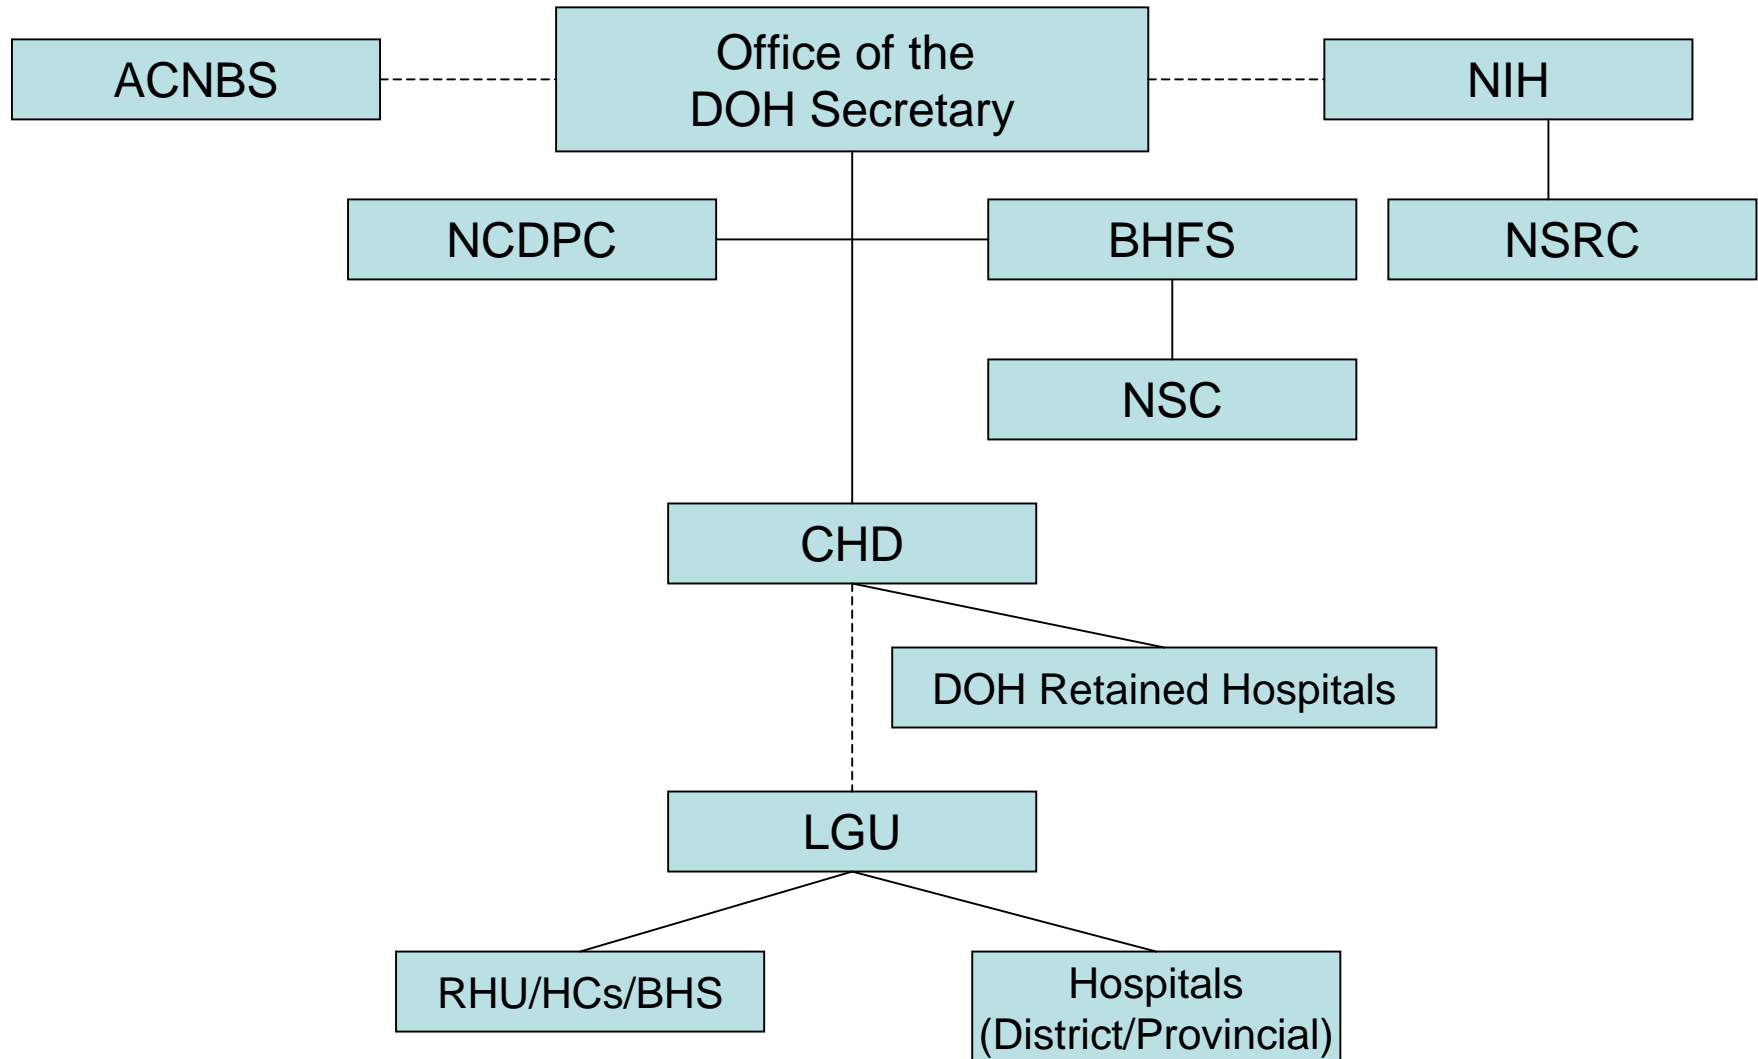 ACNBS
Office of the
DOH Secretary
NIH
NCDPC
BHFS
NSRC
NSC
CHD
DOH Retained Hospitals
LGU
RHU/HCs/BHS
Hospitals
(District/Provincial)